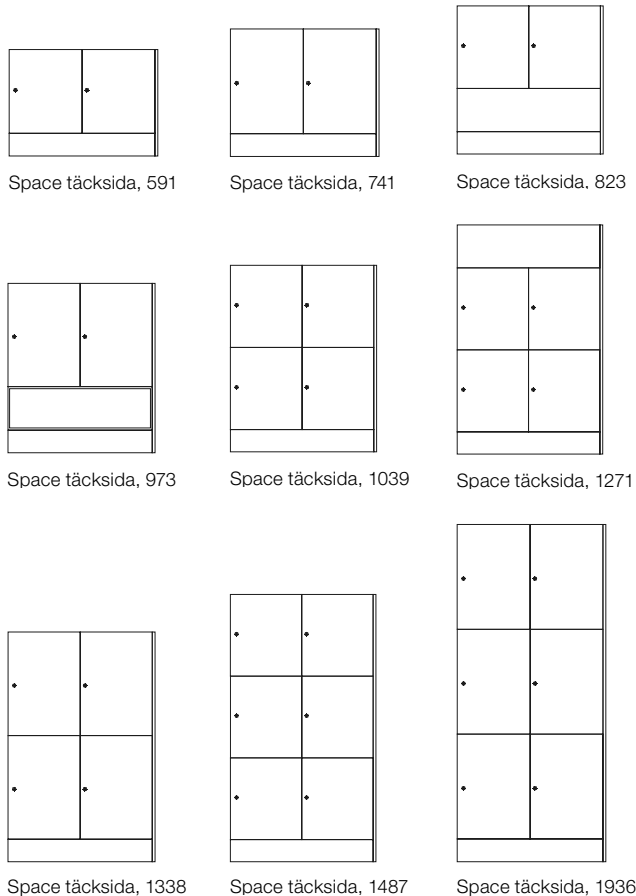 Space täcksida, 591
Space täcksida, 741
Space täcksida, 823
Space täcksida, 973
Space täcksida, 1039
Space täcksida, 1271
Space täcksida, 1338
Space täcksida, 1487
Space täcksida, 1936